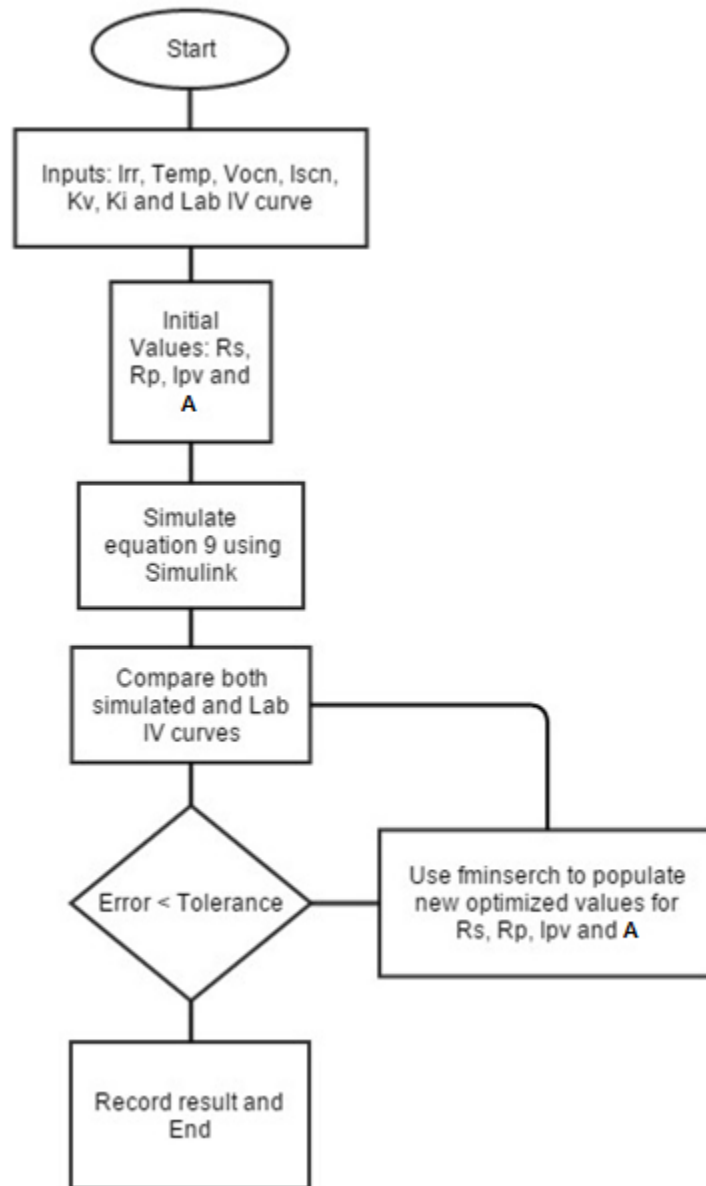 Start
Inputs: Irr, Temp, Vocn, Iscn,
Kv, Ki and Lab IV curve
Initial
Values: Rs,
Rp, Ipv and
A
Simulate
equation 9 using
Simulink
Compare both
simulated and Lab
IV curves
Error < Tolerance
Use fminserch to populate
new optimized values for
Rs, Rp, Ipv and A
Record result and
End